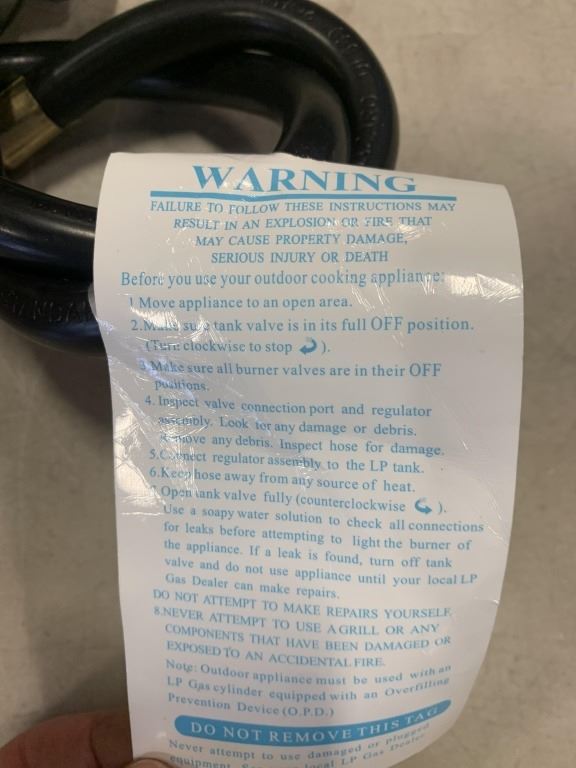 WARNING
FAILURE TO FOLLOW THESE INSTRUCTIONS MAY
RESULT IN AN EXPLOSION OR FIRE THAT
MAY CAUSE PROPERTY DAMAGE,
SERIOUS INJURY OR DEATH
Before you use your outdoor cooking appliance:
1.Move appliance to an open area.
2.Make sure tank valve is in its full OFF position.
(Turn clockwise to stop ).
3.Make sure all burner valves are in their OFF
positions.
4. Inspect valve connection port and regulator
assembly. Look for any damage or debris.
Remove any debris. Inspect hose for damage.
5.Connect regulator assembly to the LP tank.
6.Keep hose away from any source of heat.
7.Open tank valve fully (counterclockwise ).
Use a soapy water solution to check all connections
for leaks before attempting to light the burner of
the appliance. If a leak is found, turn off tank
valve and do not use appliance until your local LP
Gas Dealer can make repairs.
DO NOT ATTEMPT TO MAKE REPAIRS YOURSELF.
8.NEVER ATTEMPT TO USE A GRILL OR ANY
COMPONENTS THAT HAVE BEEN DAMAGED OR
EXPOSED TO AN ACCIDENTAL FIRE.
Note: Outdoor appliance must be used with an
LP Gas cylinder equipped with an Overfilling
Prevention Device (O.P.D.)
DO NOT REMOVE THIS TAG
Never attempt to use damaged or plugged
equipment. local LP Gas Dealer